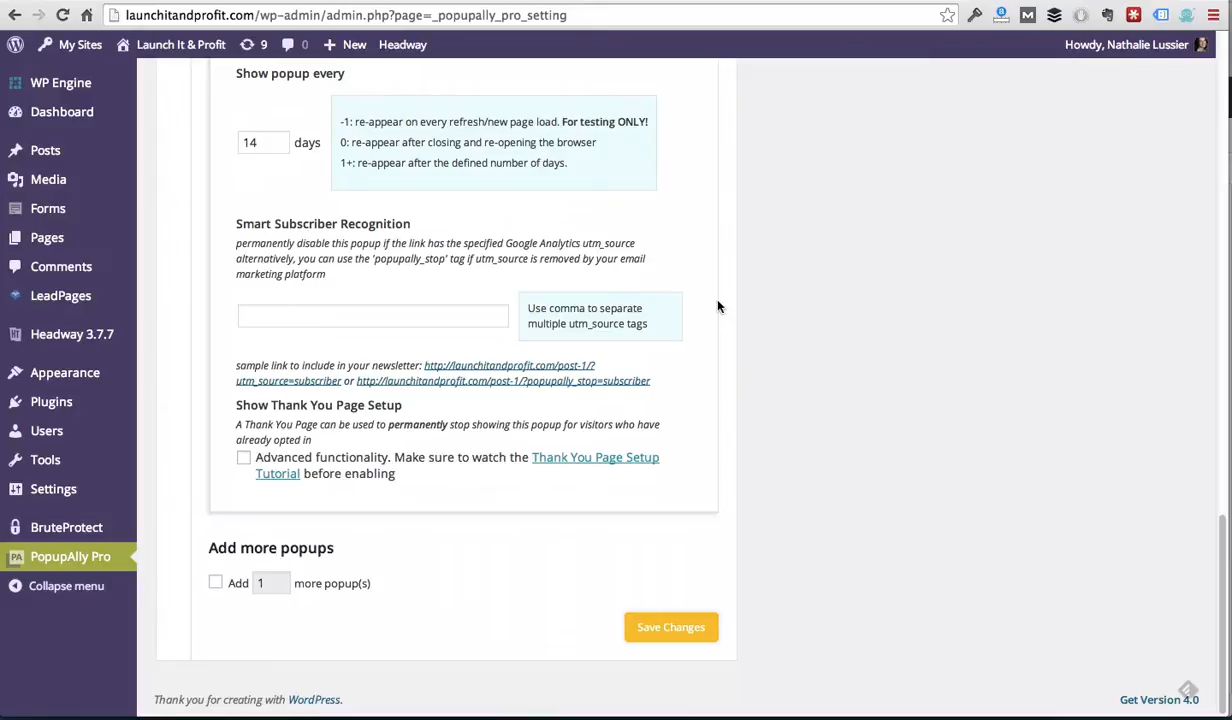 launchitandprofit.com/wp-admin/admin.php?page=_popupally_pro_setting
My Sites
Launch It & Profit
9
0
New
Headway
Howdy, Nathalie Lussier
WP Engine
Dashboard
Posts
Media
Forms
Pages
Comments
LeadPages
Headway 3.7.7
Appearance
Plugins
Users
Tools
Settings
BruteProtect
PA PopupAlly Pro
Collapse menu
Show popup every
14 days
-1: re-appear on every refresh/new page load. For testing ONLY!
0: re-appear after closing and re-opening the browser
1+: re-appear after the defined number of days.
Smart Subscriber Recognition
permanently disable this popup if the link has the specified Google Analytics utm_source
alternatively, you can use the 'popupally_stop' tag if utm_source is removed by your email
marketing platform
Use comma to separate
multiple utm_source tags
sample link to include in your newsletter: http://launchitandprofit.com/post-1/?
utm_source=subscriber or http://launchitandprofit.com/post-1/?popupally_stop=subscriber
Show Thank You Page Setup
A Thank You Page can be used to permanently stop showing this popup for visitors who have
already opted in
Advanced functionality. Make sure to watch the Thank You Page Setup
Tutorial before enabling
Add more popups
Add 1 more popup(s)
Save Changes
Thank you for creating with WordPress.
Get Version 4.0